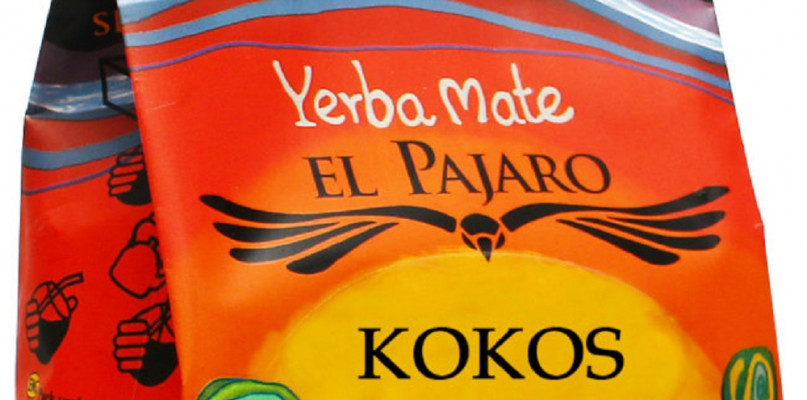 Yerba Mate
EL PAJARO
KOKOS